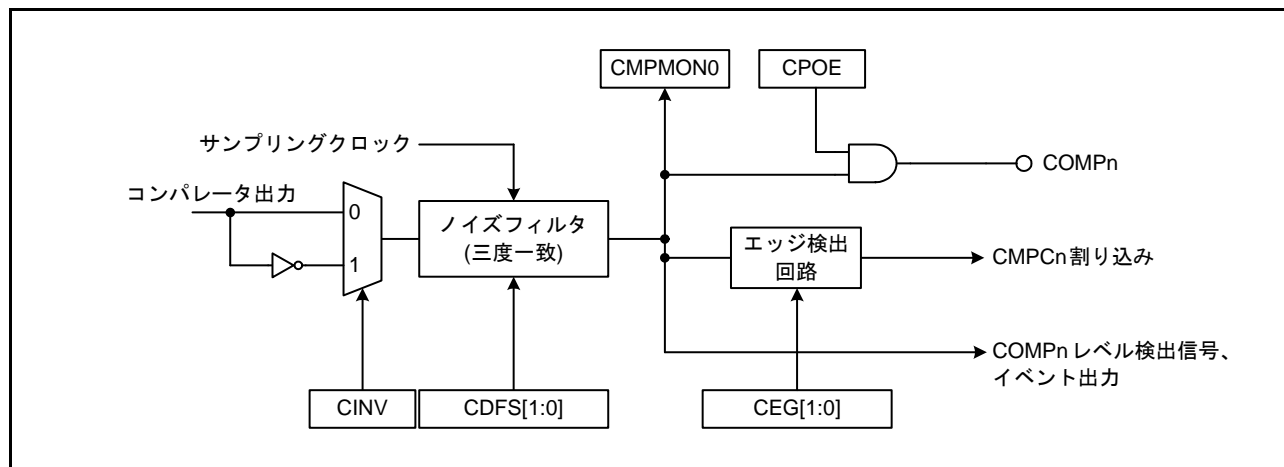 CMPMON0
CPOE
サンプリングクロック
COMPn
コンパレータ出力
0
ノイズフィルタ
(三度一致)
エッジ検出
回路
CMPCn割り込み
1
COMPnレベル検出信号、
イベント出力
CINV
CDFS[1:0]
CEG[1:0]